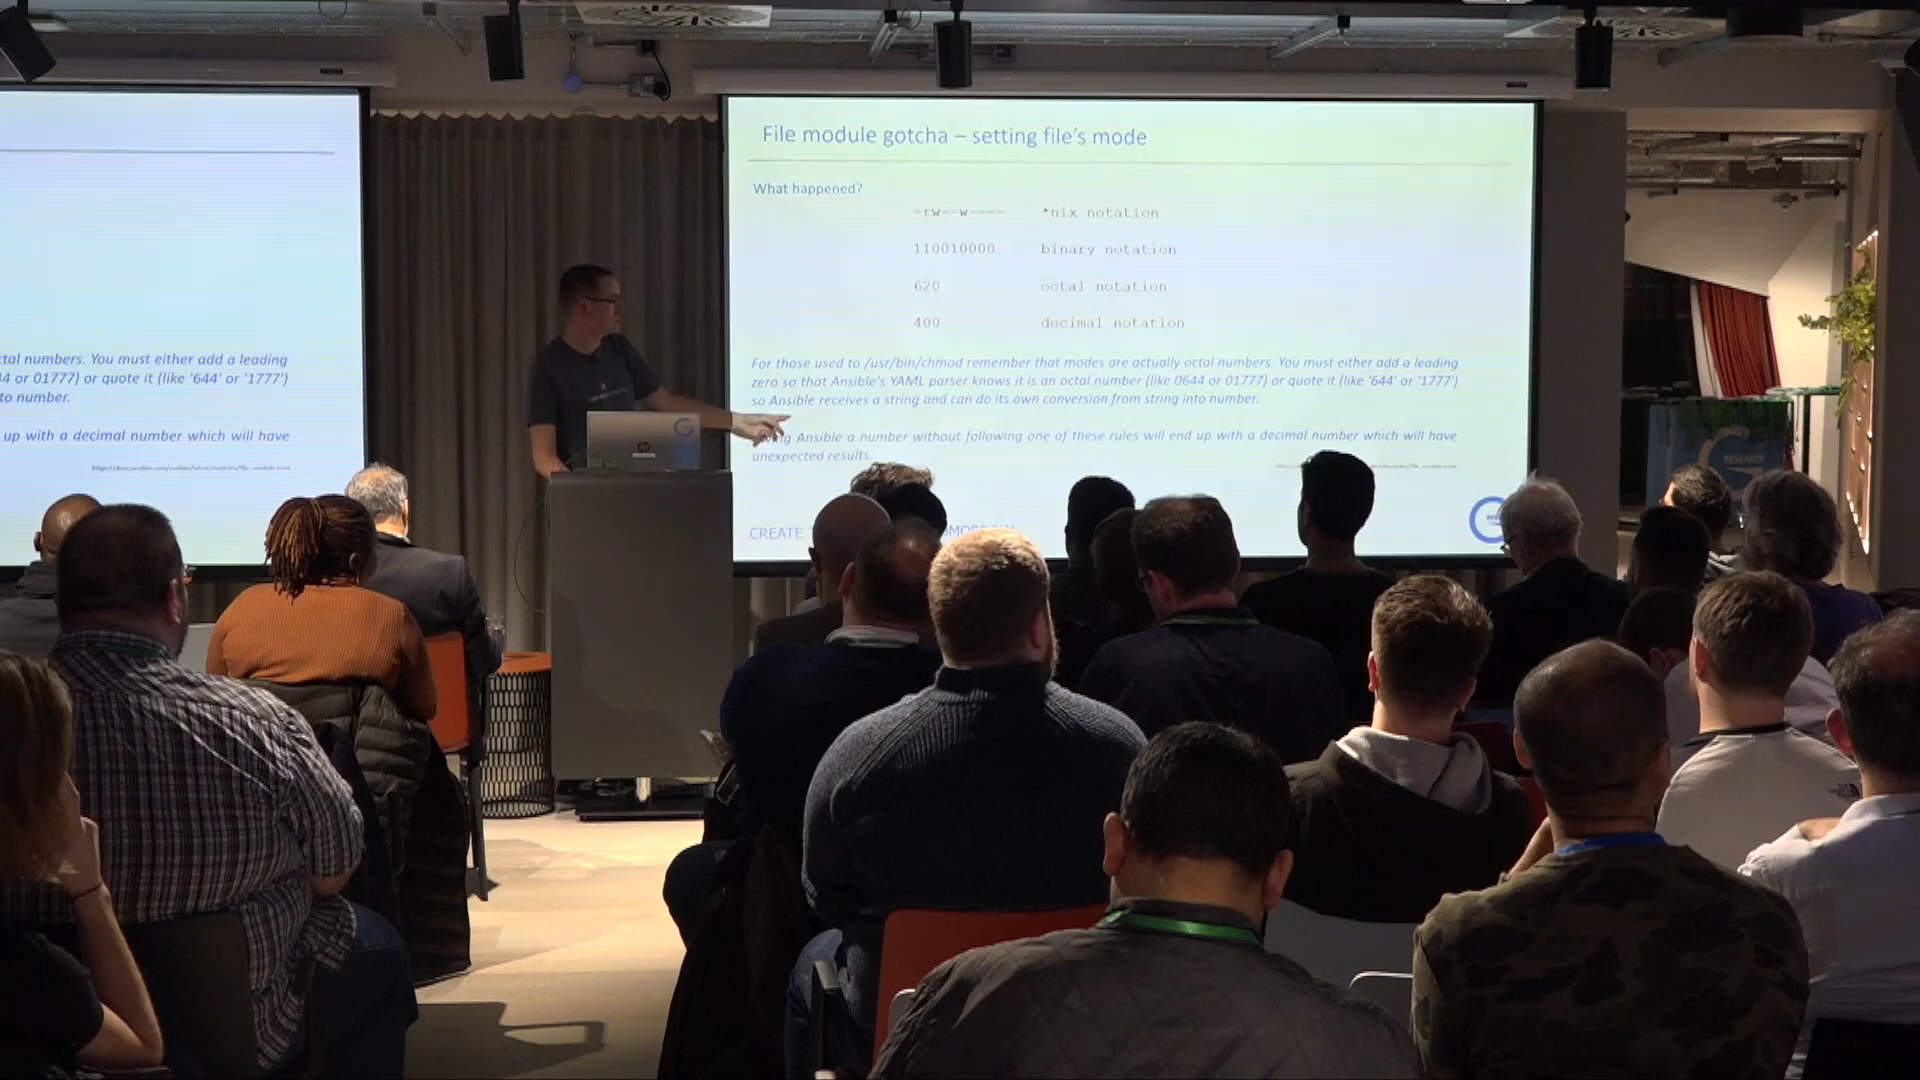 File module gotcha – setting file's mode
What happened?
-rw--w---- *nix notation
110010000 binary notation
620 octal notation
400 decimal notation
For those used to /usr/bin/chmod remember that modes are actually octal numbers. You must either add a leading
zero so that Ansible's YAML parser knows it is an octal number (like 0644 or 01777) or quote it (like '644' or '1777')
so Ansible receives a string and can do its own conversion from string into number.
Ansible a number without following one of these rules will end up with a decimal number which will have
unexpected results.
CREATE
ctal numbers. You must either add a leading
44 or 01777) or quote it (like '644' or '1777')
to number.
up with a decimal number which will have
RESEARCH